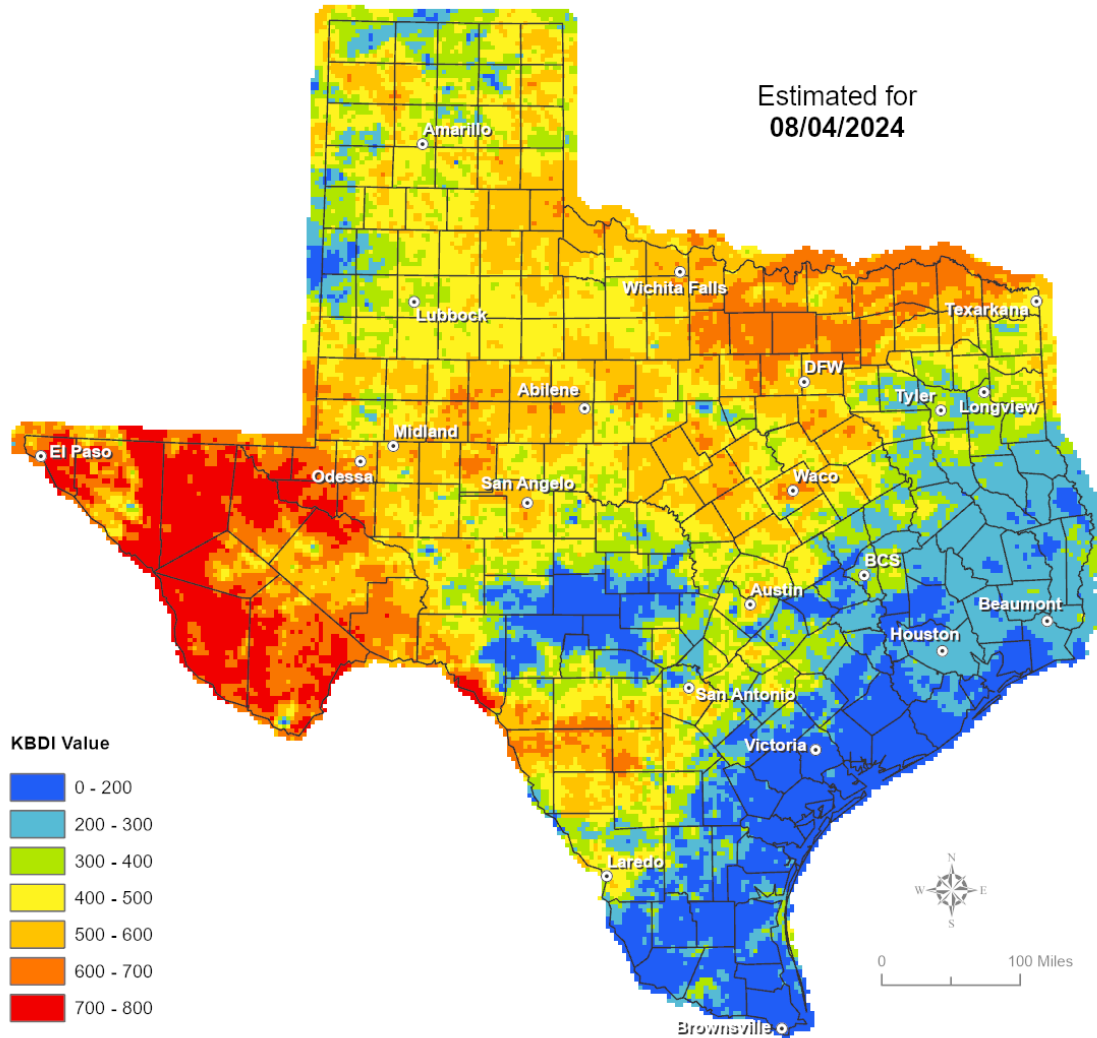 Estimated for
08/04/2024
Amarillo
Wichita Falls
Lubbock
Texarkana
DFW
Abilene
Tyler
Longview
Midland
El Paso
Odessa
San Angelo
Waco
BCS
Austin
Beaumont
Houston
San Antonio
Victoria
Laredo
Brownsville
KBDI Value
0 - 200
200 - 300
300 - 400
400 - 500
500 - 600
600 - 700
700 - 800
N
W E
S
0 100 Miles